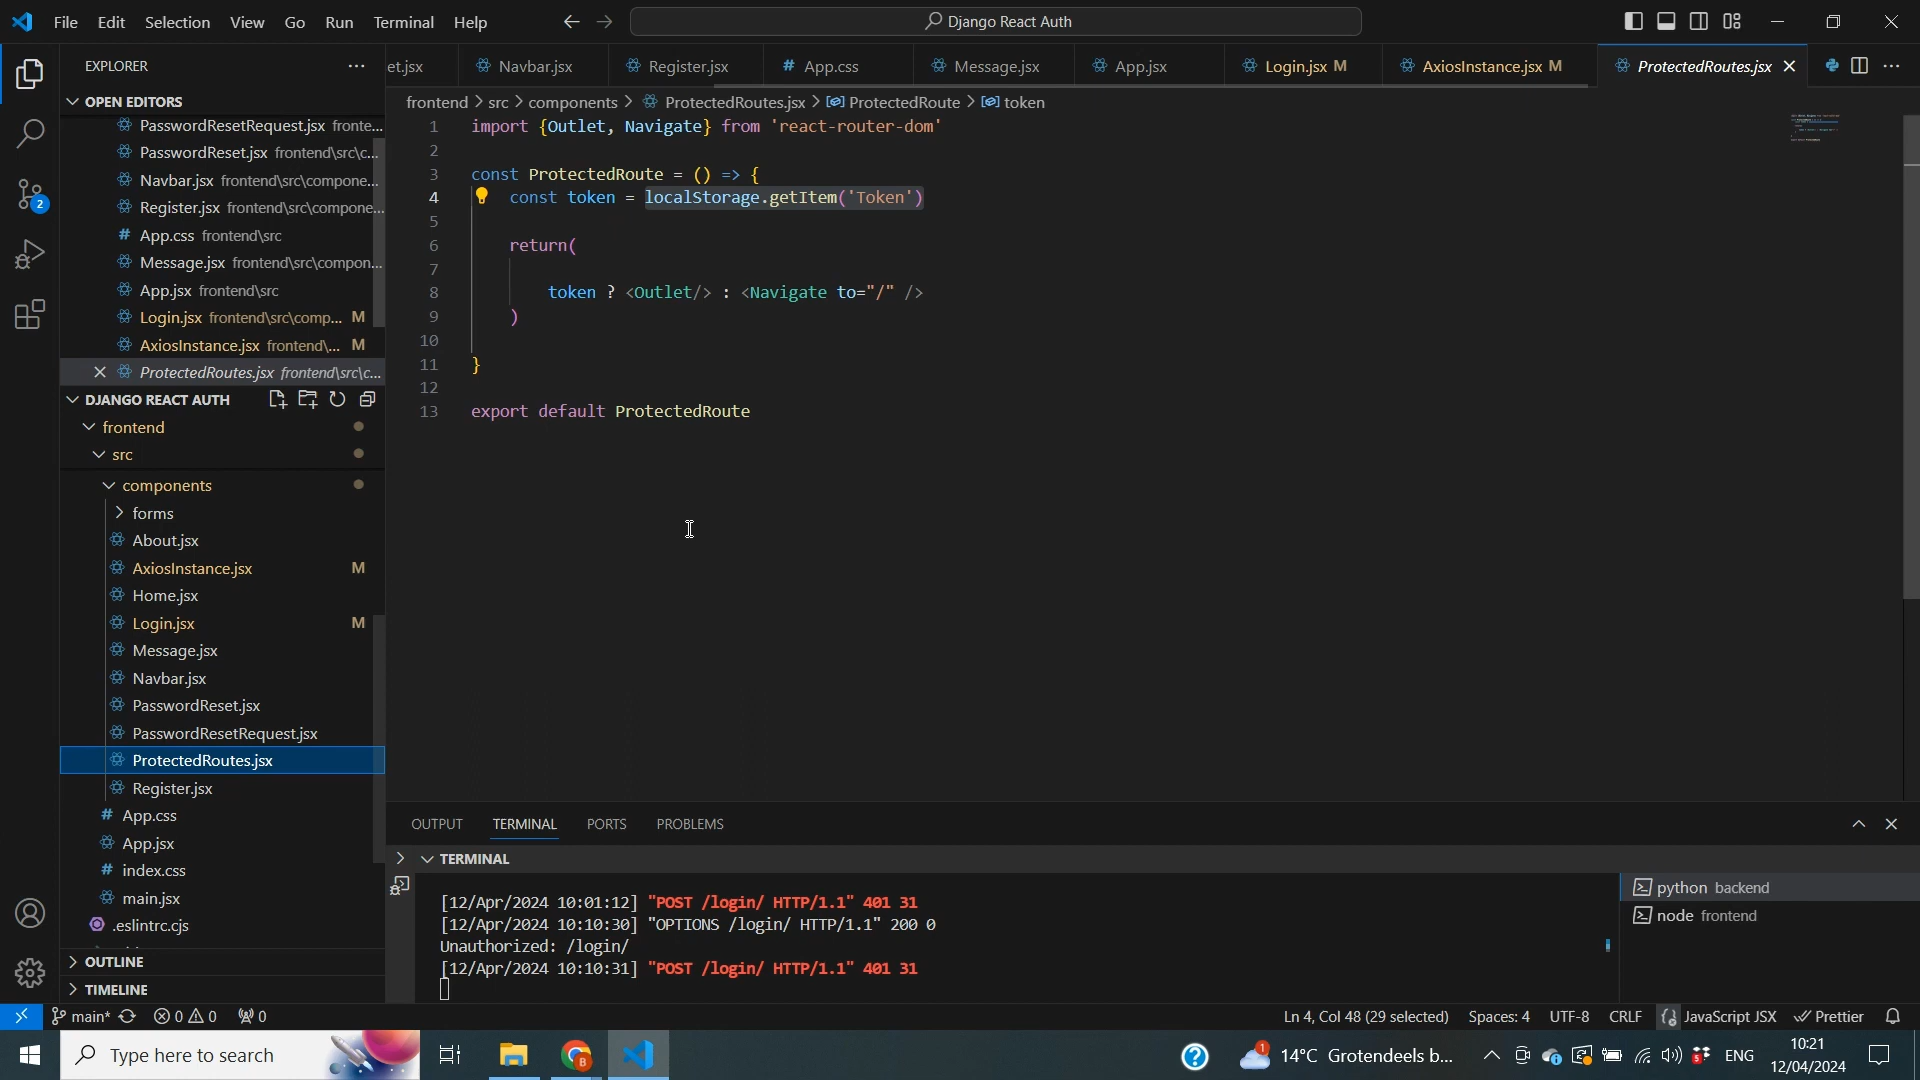 File Edit Selection View Go Run Terminal Help
Django React Auth
EXPLORER
et.jsx Navbar.jsx Register.jsx # App.css Message.jsx App.jsx Login.jsx M AxiosInstance.jsx M ProtectedRoutes.jsx
frontend > src > components > ProtectedRoutes.jsx > ProtectedRoute > token
OPEN EDITORS
PasswordResetRequest.jsx fronte...
PasswordReset.jsx frontend\src\c...
Navbar.jsx frontend\src\compone...
Register.jsx frontend\src\compone...
# App.css frontend\src
Message.jsx frontend\src\compon...
App.jsx frontend\src
Login.jsx frontend\src\comp... M
AxiosInstance.jsx frontend\... M
ProtectedRoutes.jsx frontend\src\c...
DJANGO REACT AUTH
frontend
src
components
forms
About.jsx
AxiosInstance.jsx M
Home.jsx
Login.jsx M
Message.jsx
Navbar.jsx
PasswordReset.jsx
PasswordResetRequest.jsx
ProtectedRoutes.jsx
Register.jsx
# App.css
App.jsx
# index.css
main.jsx
.eslintrc.cjs
OUTLINE
TIMELINE
1 import {Outlet, Navigate} from 'react-router-dom'
2
3 const ProtectedRoute = () => {
4 const token = localStorage.getItem('Token')
5
6 return(
7
8 token ? <Outlet/> : <Navigate to="/" />
9 )
10
11 }
12
13 export default ProtectedRoute
OUTPUT TERMINAL PORTS PROBLEMS
TERMINAL
[12/Apr/2024 10:01:12] "POST /login/ HTTP/1.1" 401 31
[12/Apr/2024 10:10:30] "OPTIONS /login/ HTTP/1.1" 200 0
Unauthorized: /login/
[12/Apr/2024 10:10:31] "POST /login/ HTTP/1.1" 401 31
python backend
node frontend
2
main* 0 0 0
Ln 4, Col 48 (29 selected) Spaces: 4 UTF-8 CRLF JavaScript JSX Prettier
Type here to search
1 14°C Grotendeels b... 5 ENG
10:21
12/04/2024